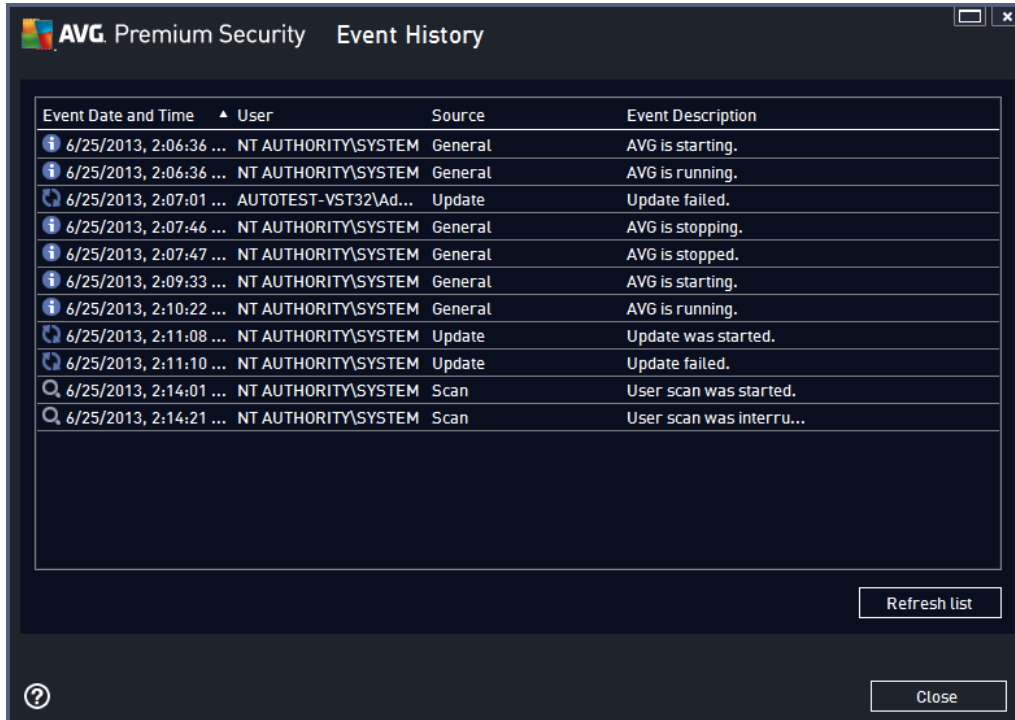 AVG. Premium Security Event History
Event Date and Time User Source Event Description
6/25/2013, 2:06:36 ... NT AUTHORITY\SYSTEM General AVG is starting.
6/25/2013, 2:06:36 ... NT AUTHORITY\SYSTEM General AVG is running.
6/25/2013, 2:07:01 ... AUTOTEST-VST32\Ad... Update Update failed.
6/25/2013, 2:07:46 ... NT AUTHORITY\SYSTEM General AVG is stopping.
6/25/2013, 2:07:47 ... NT AUTHORITY\SYSTEM General AVG is stopped.
6/25/2013, 2:09:33 ... NT AUTHORITY\SYSTEM General AVG is starting.
6/25/2013, 2:10:22 ... NT AUTHORITY\SYSTEM General AVG is running.
6/25/2013, 2:11:08 ... NT AUTHORITY\SYSTEM Update Update was started.
6/25/2013, 2:11:10 ... NT AUTHORITY\SYSTEM Update Update failed.
6/25/2013, 2:14:01 ... NT AUTHORITY\SYSTEM Scan User scan was started.
6/25/2013, 2:14:21 ... NT AUTHORITY\SYSTEM Scan User scan was interru...
Refresh list
Close